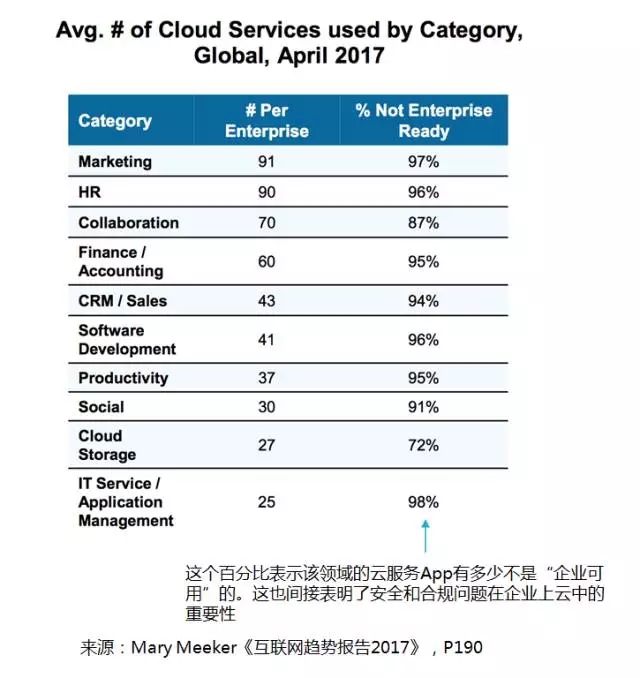 Avg. # of Cloud Services used by Category,
Global, April 2017
Category # Per Enterprise % Not Enterprise Ready
Marketing 91 97%
HR 90 96%
Collaboration 70 87%
Finance / Accounting 60 95%
CRM / Sales 43 94%
Software Development 41 96%
Productivity 37 95%
Social 30 91%
Cloud Storage 27 72%
IT Service / Application Management 25 98%
这个百分比表示该领域的云服务App有多少不是“企业可
用”的。这也间接表明了安全和合规问题在企业上云中的
重要性
来源：Mary Meeker《互联网趋势报告2017》，P190